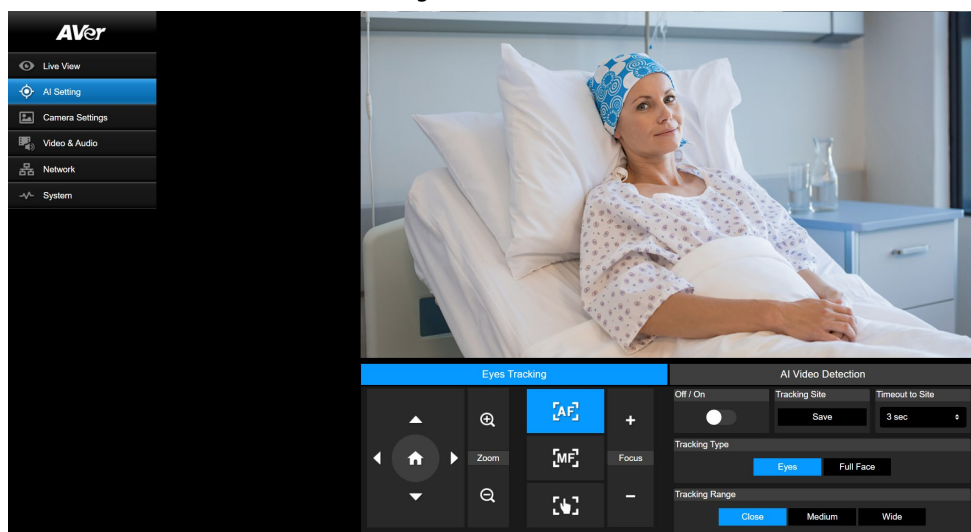 AVer
Live View
AI Setting
Camera Settings
Video & Audio
Network
System
Eyes Tracking
AI Video Detection
Zoom
AF
MF
Focus
Off / On
Tracking Site
Timeout to Site
Save
3 sec
Tracking Type
Eyes
Full Face
Tracking Range
Close
Medium
Wide